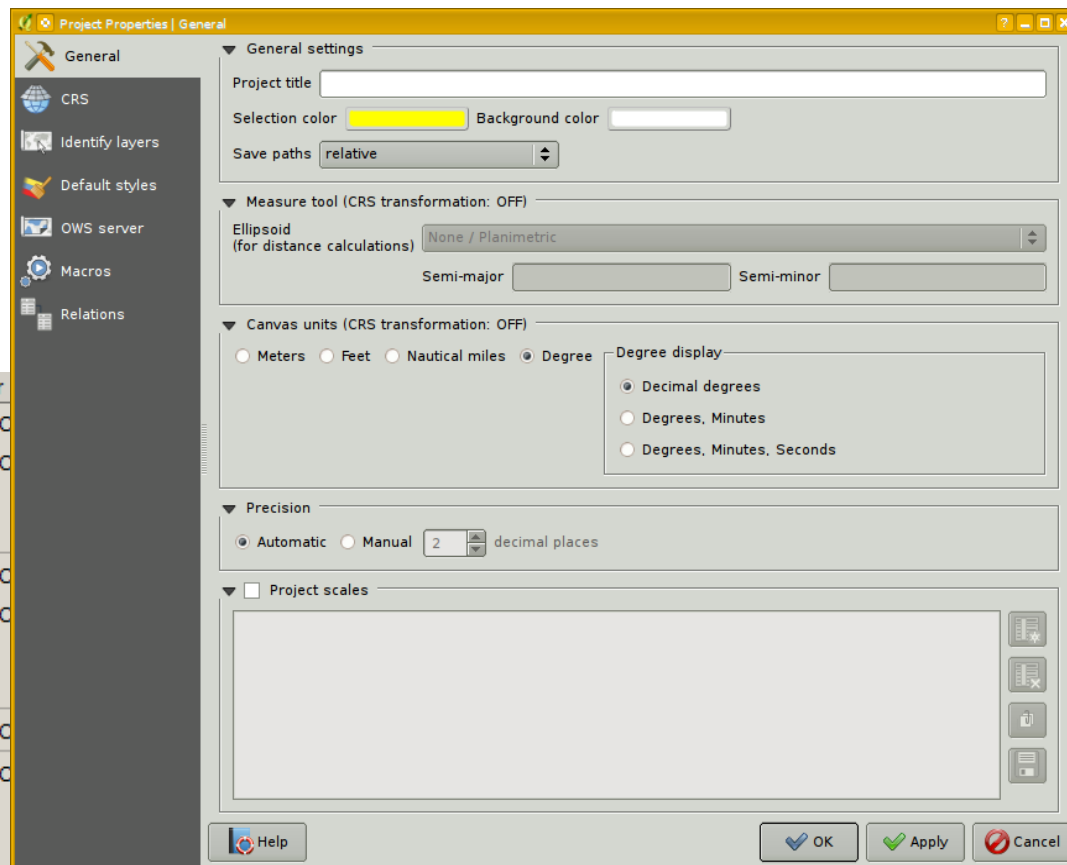 Project Properties | General
General
CRS
Identify layers
Default styles
OWS server
Macros
Relations
General settings
Project title
Selection color Background color
Save paths relative
Measure tool (CRS transformation: OFF)
Ellipsoid
(for distance calculations) None / Planimetric
Semi-major Semi-minor
Canvas units (CRS transformation: OFF)
Meters Feet Nautical miles Degree Degree display
Decimal degrees
Degrees, Minutes
Degrees, Minutes, Seconds
Precision
Automatic Manual 2 decimal places
Project scales
Help OK Apply Cancel